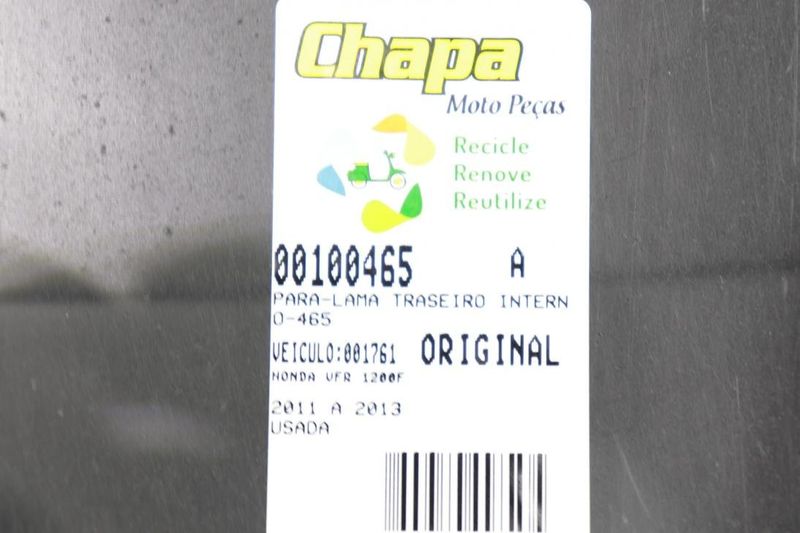 Chapa
Moto Peças
Recicle
Renove
Reutilize
00100465 A
PARA-LAMA TRASEIRO INTERN
O-465
VEICULO:001761 ORIGINAL
HONDA VFR 1200F
2011 A 2013
USADA